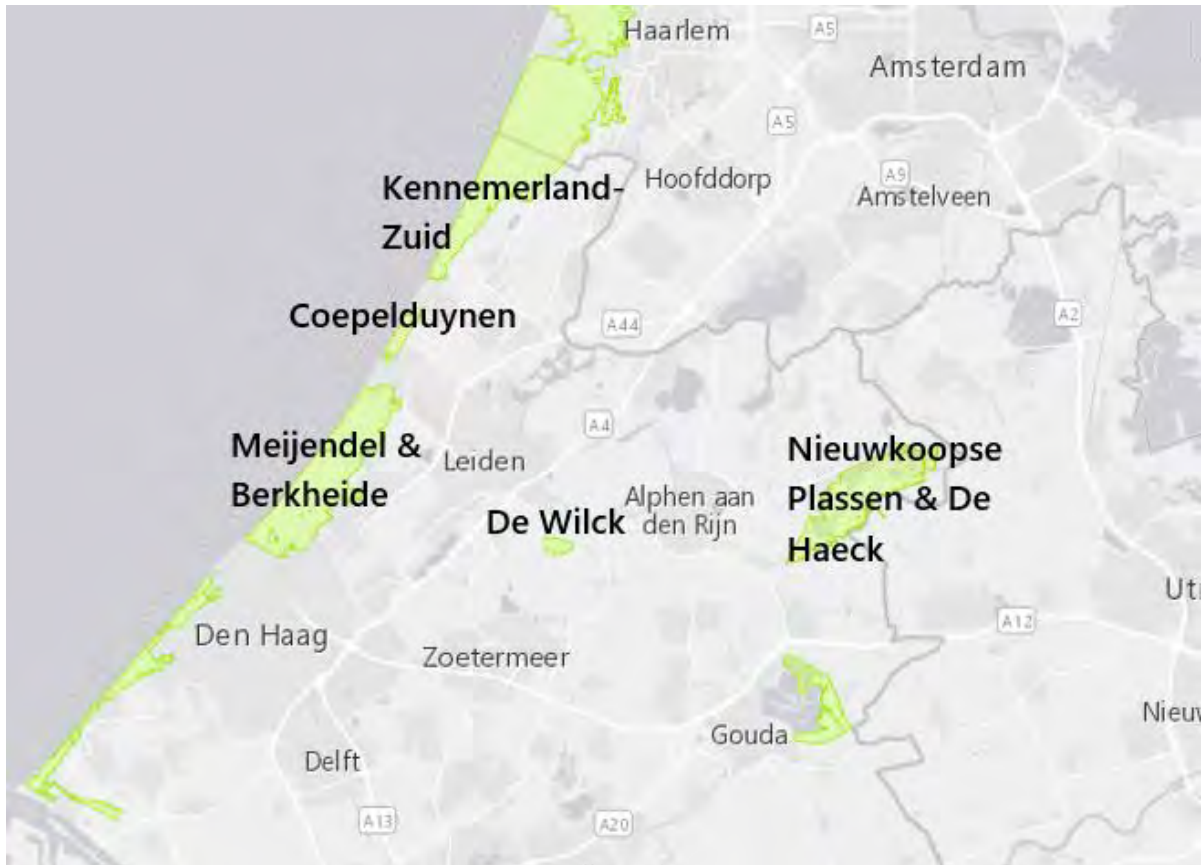 Haarlem
A5
Amsterdam
A5
Kennemerland-
Zuid
Hoofddorp
A9
Amstelveen
Coepelduynen
A44
A2
Meijendel &
Berkheide
Leiden
A4
De Wilck
Alphen aan
den Rijn
Nieuwkoopse
Plassen & De
Haeck
Ut
Den Haag
Zoetermeer
A12
Gouda
Nieuw
Delft
A13
A20